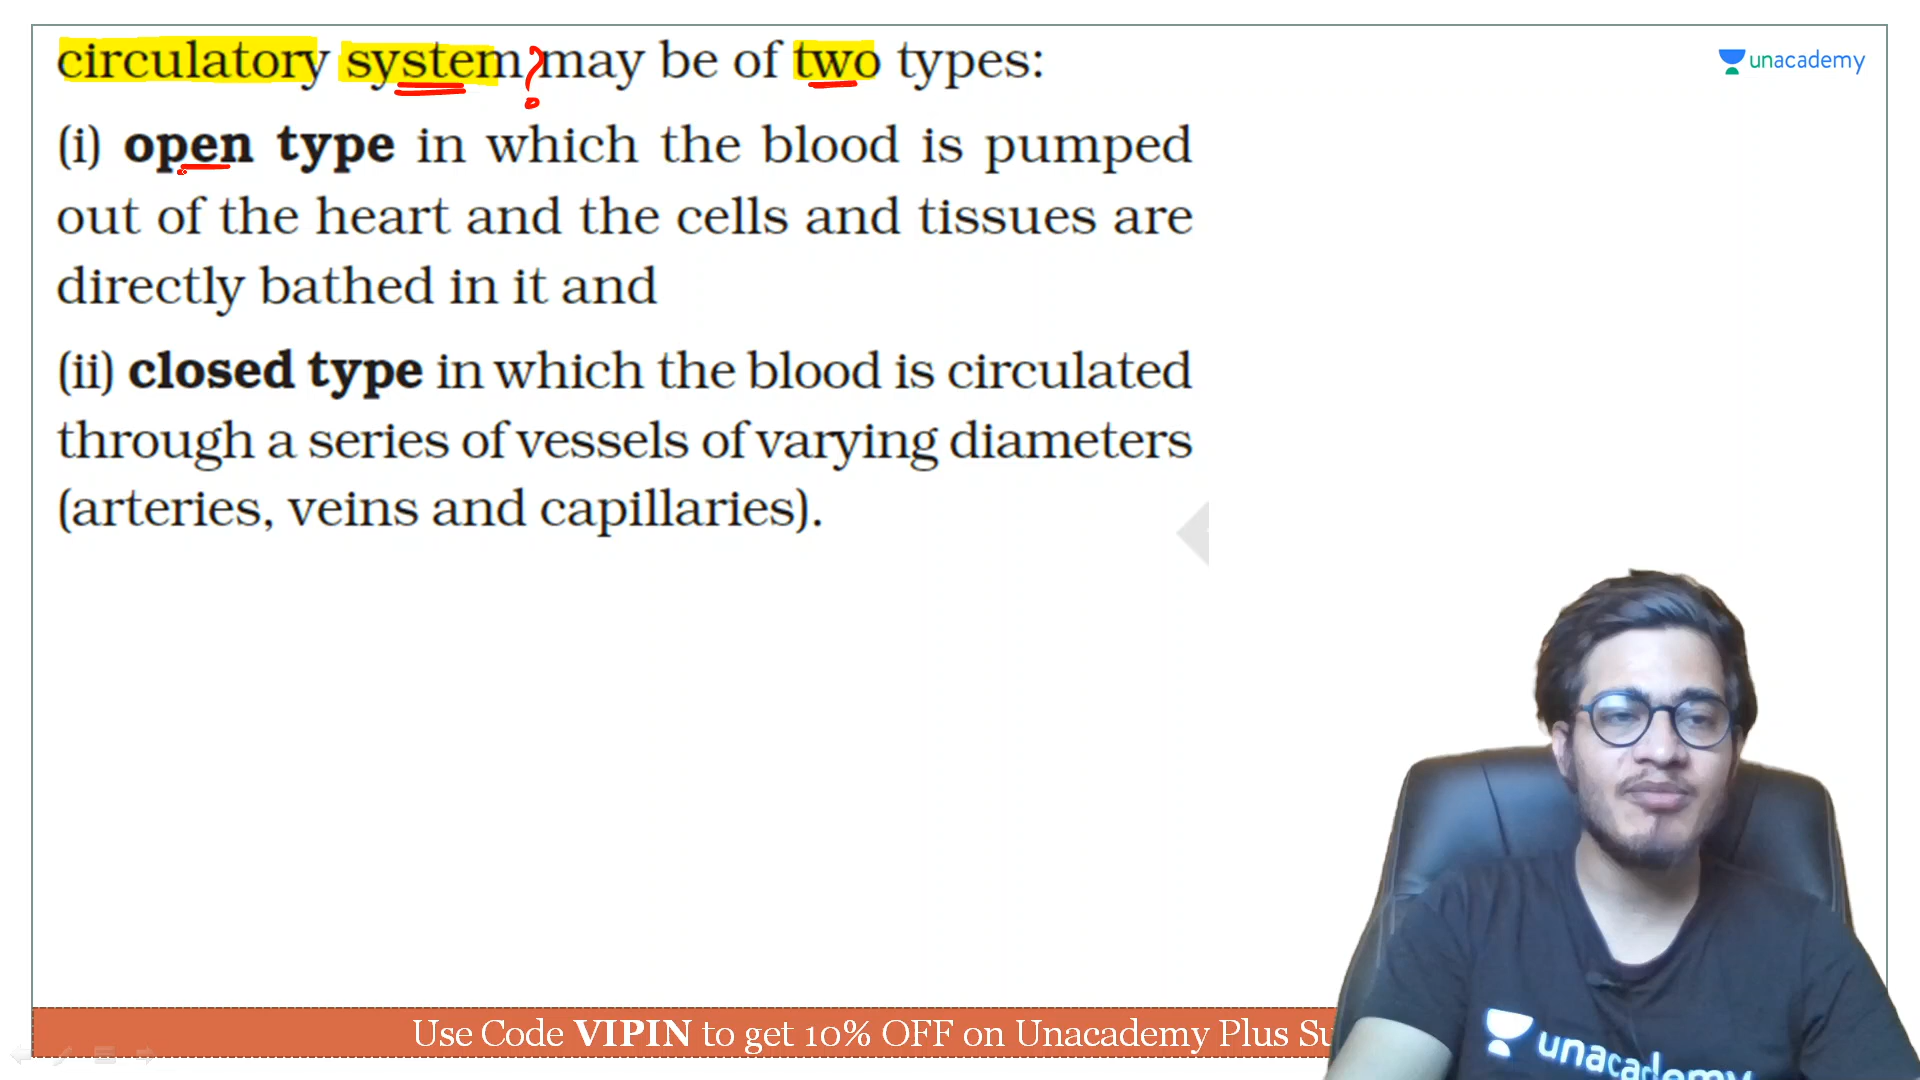 circulatory system ? may be of two types:
unacademy
(i) open type in which the blood is pumped
out of the heart and the cells and tissues are
directly bathed in it and
(ii) closed type in which the blood is circulated
through a series of vessels of varying diameters
(arteries, veins and capillaries).
Use Code VIPIN to get 10% OFF on Unacademy Plus Su
unacademy